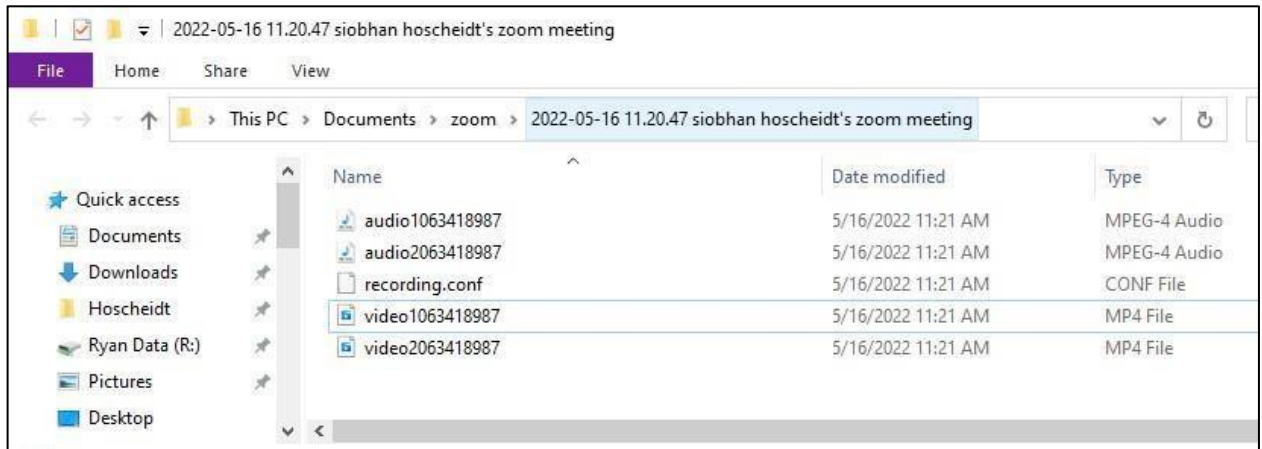 2022-05-16 11.20.47 siobhan hoscheidt's zoom meeting
File Home Share View
This PC > Documents > zoom > 2022-05-16 11.20.47 siobhan hoscheidt's zoom meeting
Name Date modified Type
Quick access
Documents
Downloads
Hoscheidt
Ryan Data (R:)
Pictures
Desktop
audio1063418987 5/16/2022 11:21 AM MPEG-4 Audio
audio2063418987 5/16/2022 11:21 AM MPEG-4 Audio
recording.conf 5/16/2022 11:21 AM CONF File
video1063418987 5/16/2022 11:21 AM MP4 File
video2063418987 5/16/2022 11:21 AM MP4 File